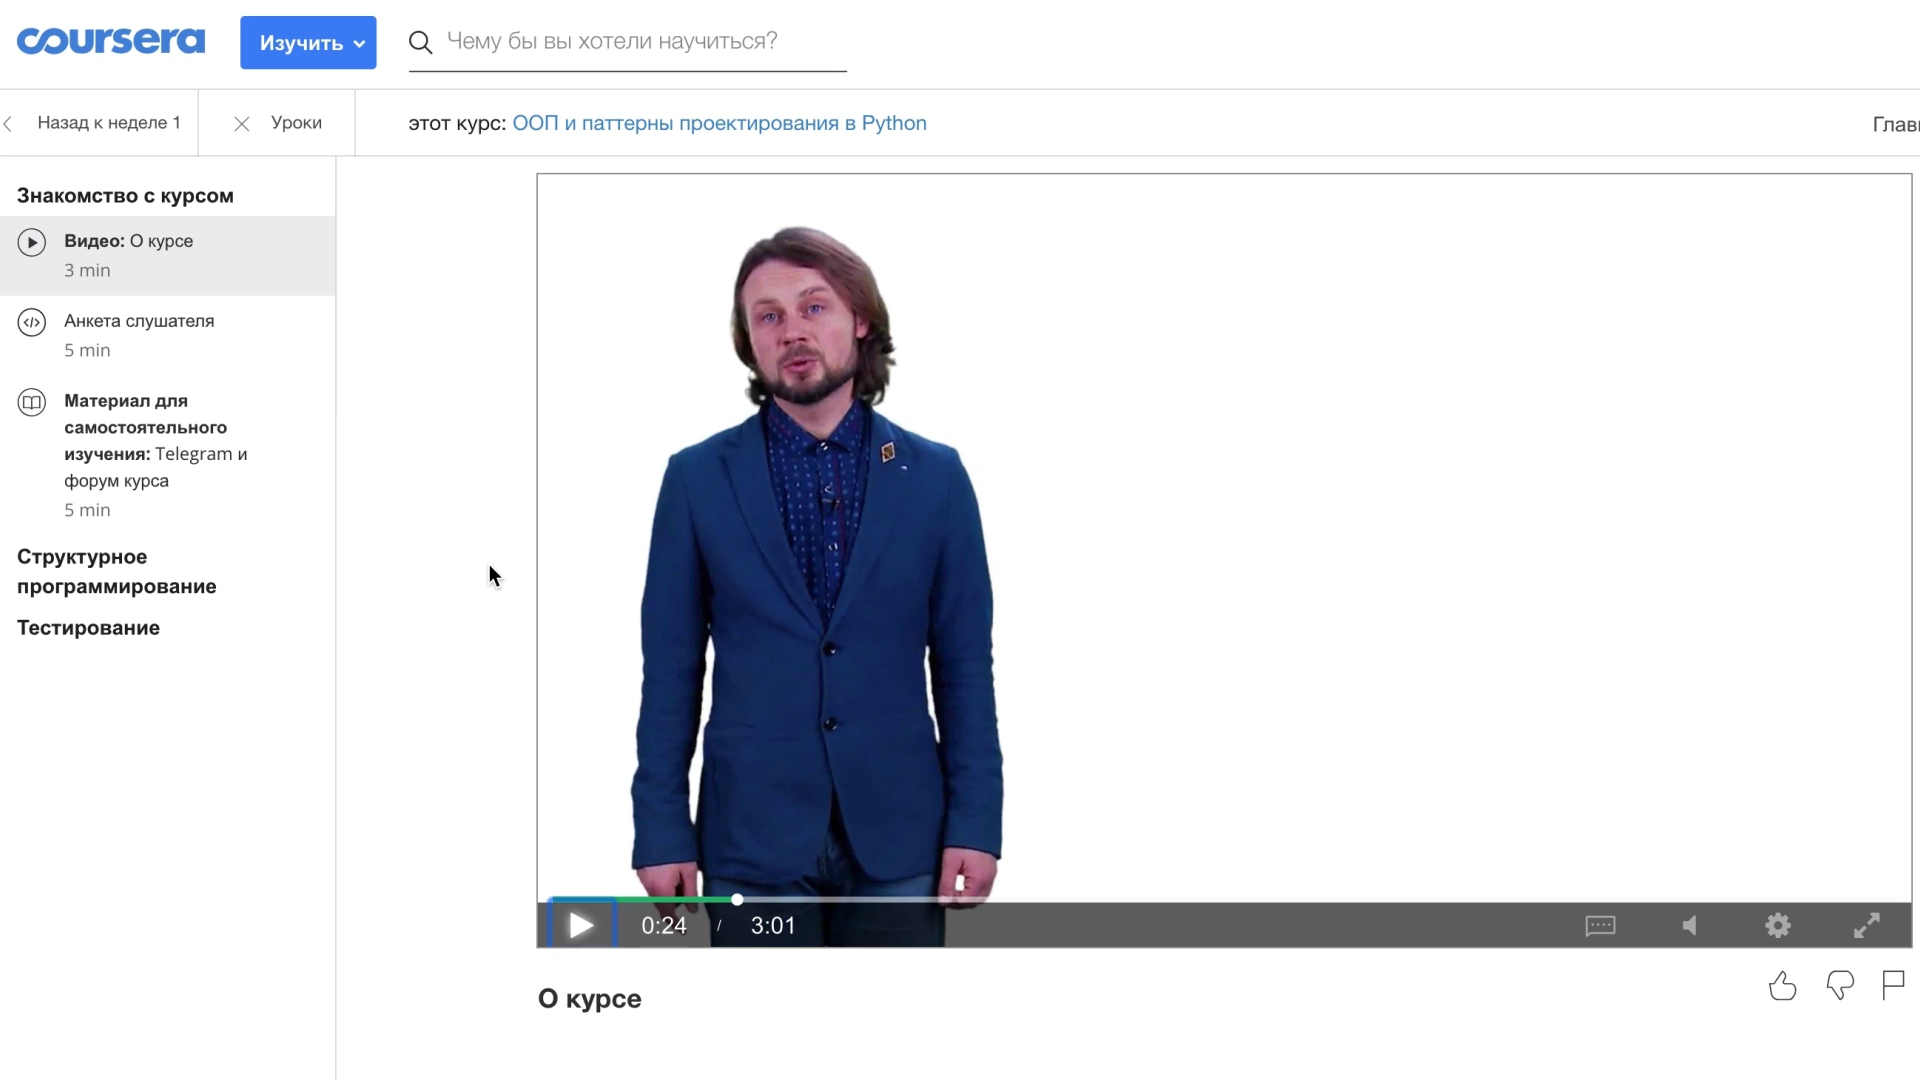 coursera
Изучить
Чему бы вы хотели научиться?
Назад к неделе 1
Уроки
этот курс: ООП и паттерны проектирования в Python
Глав
Знакомство с курсом
Видео: О курсе
3 min
Анкета слушателя
5 min
Материал для
самостоятельного
изучения: Telegram и
форум курса
5 min
Структурное
программирование
Тестирование
0:24 / 3:01
О курсе